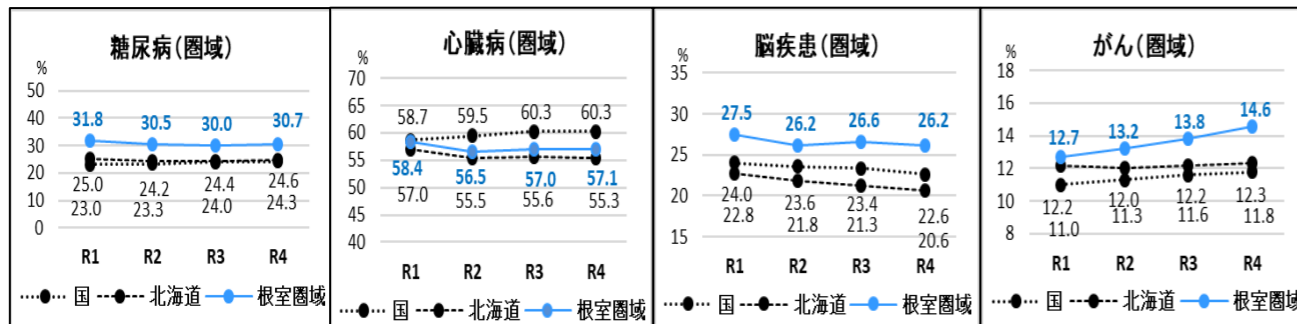 糖尿病(圏域)
%
50
40
30
20
10
0
31.8 30.5 30.0 30.7
25.0 24.2 24.4 24.6
23.0 23.3 24.0 24.3
R1 R2 R3 R4
国 北海道 根室圏域
心臓病(圏域)
%
70
65
60
55
50
45
40
58.7 59.5 60.3 60.3
58.4 56.5 57.0 57.1
57.0 55.5 55.6 55.3
R1 R2 R3 R4
国 北海道 根室圏域
脳疾患(圏域)
%
35
30
25
20
15
27.5 26.2 26.6 26.2
24.0 23.6 23.4 22.6
22.8 21.8 21.3 20.6
R1 R2 R3 R4
国 北海道 根室圏域
がん(圏域)
%
18
16
14
12
10
8
12.7 13.2 13.8 14.6
12.2 12.0 12.2 12.3
11.0 11.3 11.6 11.8
R1 R2 R3 R4
国 北海道 根室圏域